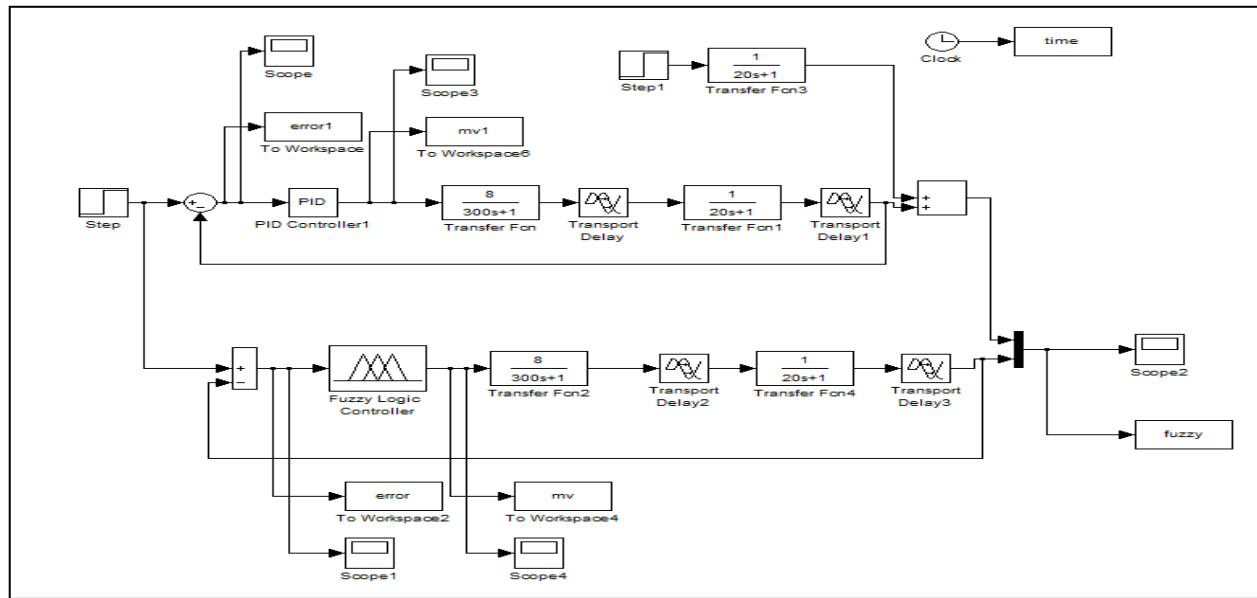 Scope
Scope3
Step1
1
20s+1
Transfer Fcn3
Clock
time
error1
To Workspace
mv1
To Workspace6
Step
+
-
PID
PID Controller1
8
300s+1
Transfer Fcn
Transport
Delay
1
20s+1
Transfer Fcn1
Transport
Delay1
+
+
+
-
Fuzzy Logic
Controller
8
300s+1
Transfer Fcn2
Transport
Delay2
1
20s+1
Transfer Fcn4
Transport
Delay3
Scope2
fuzzy
error
To Workspace2
mv
To Workspace4
Scope1
Scope4